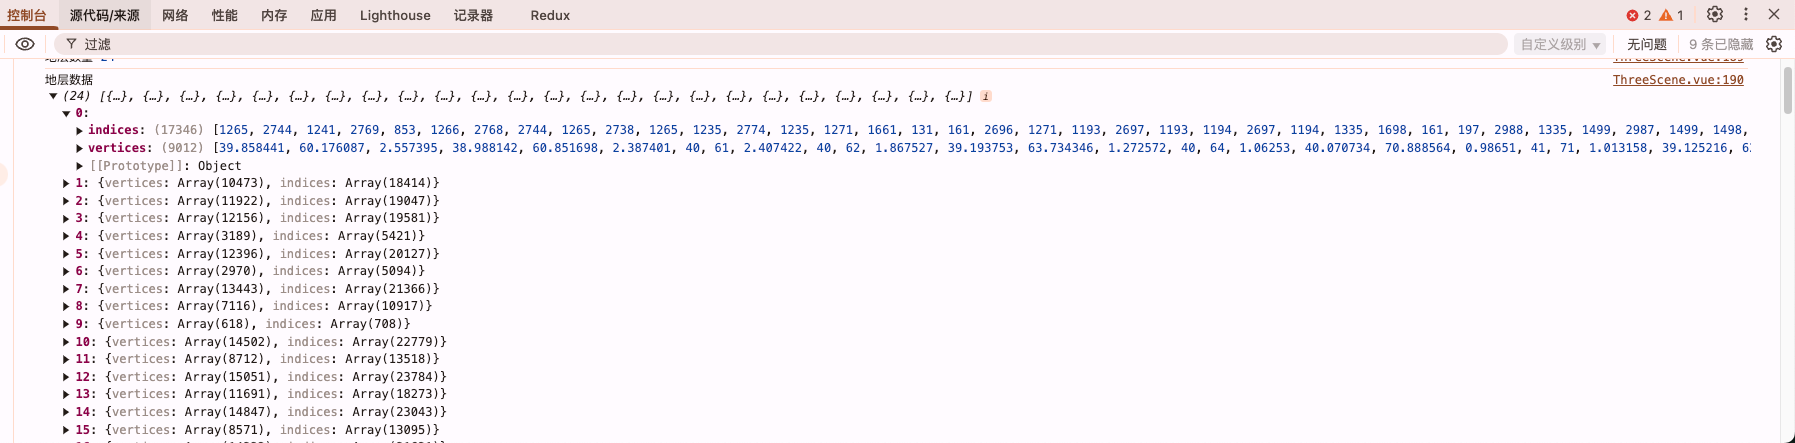 控制台 源代码/来源 网络 性能 内存 应用 Lighthouse 记录器 Redux 2 1
过滤 自定义级别 ▼ 无问题 9 条已隐藏
地层数据 ThreeScene.vue:190
▼ (24) [{…}, {…}, {…}, {…}, {…}, {…}, {…}, {…}, {…}, {…}, {…}, {…}, {…}, {…}, {…}, {…}, {…}, {…}, {…}, {…}, {…}, {…}, {…}, {…}] i
▼ 0:
▶ indices: (17346) [1265, 2744, 1241, 2769, 853, 1266, 2768, 2744, 1265, 2738, 1265, 1235, 2774, 1235, 1271, 1661, 131, 161, 2696, 1271, 1193, 2697, 1193, 1194, 2697, 1194, 1335, 1698, 161, 197, 2988, 1335, 1499, 2987, 1499, 1498,
▶ vertices: (9012) [39.858441, 60.176087, 2.557395, 38.988142, 60.851698, 2.387401, 40, 61, 2.407422, 40, 62, 1.867527, 39.193753, 63.734346, 1.272572, 40, 64, 1.06253, 40.070734, 70.888564, 0.98651, 41, 71, 1.013158, 39.125216,
▶ [[Prototype]]: Object
▶ 1: {vertices: Array(10473), indices: Array(18414)}
▶ 2: {vertices: Array(11922), indices: Array(19047)}
▶ 3: {vertices: Array(12156), indices: Array(19581)}
▶ 4: {vertices: Array(3189), indices: Array(5421)}
▶ 5: {vertices: Array(12396), indices: Array(20127)}
▶ 6: {vertices: Array(2970), indices: Array(5094)}
▶ 7: {vertices: Array(13443), indices: Array(21366)}
▶ 8: {vertices: Array(7116), indices: Array(10917)}
▶ 9: {vertices: Array(618), indices: Array(708)}
▶ 10: {vertices: Array(14502), indices: Array(22779)}
▶ 11: {vertices: Array(8712), indices: Array(13518)}
▶ 12: {vertices: Array(15051), indices: Array(23784)}
▶ 13: {vertices: Array(11691), indices: Array(18273)}
▶ 14: {vertices: Array(14847), indices: Array(23043)}
▶ 15: {vertices: Array(8571), indices: Array(13095)}